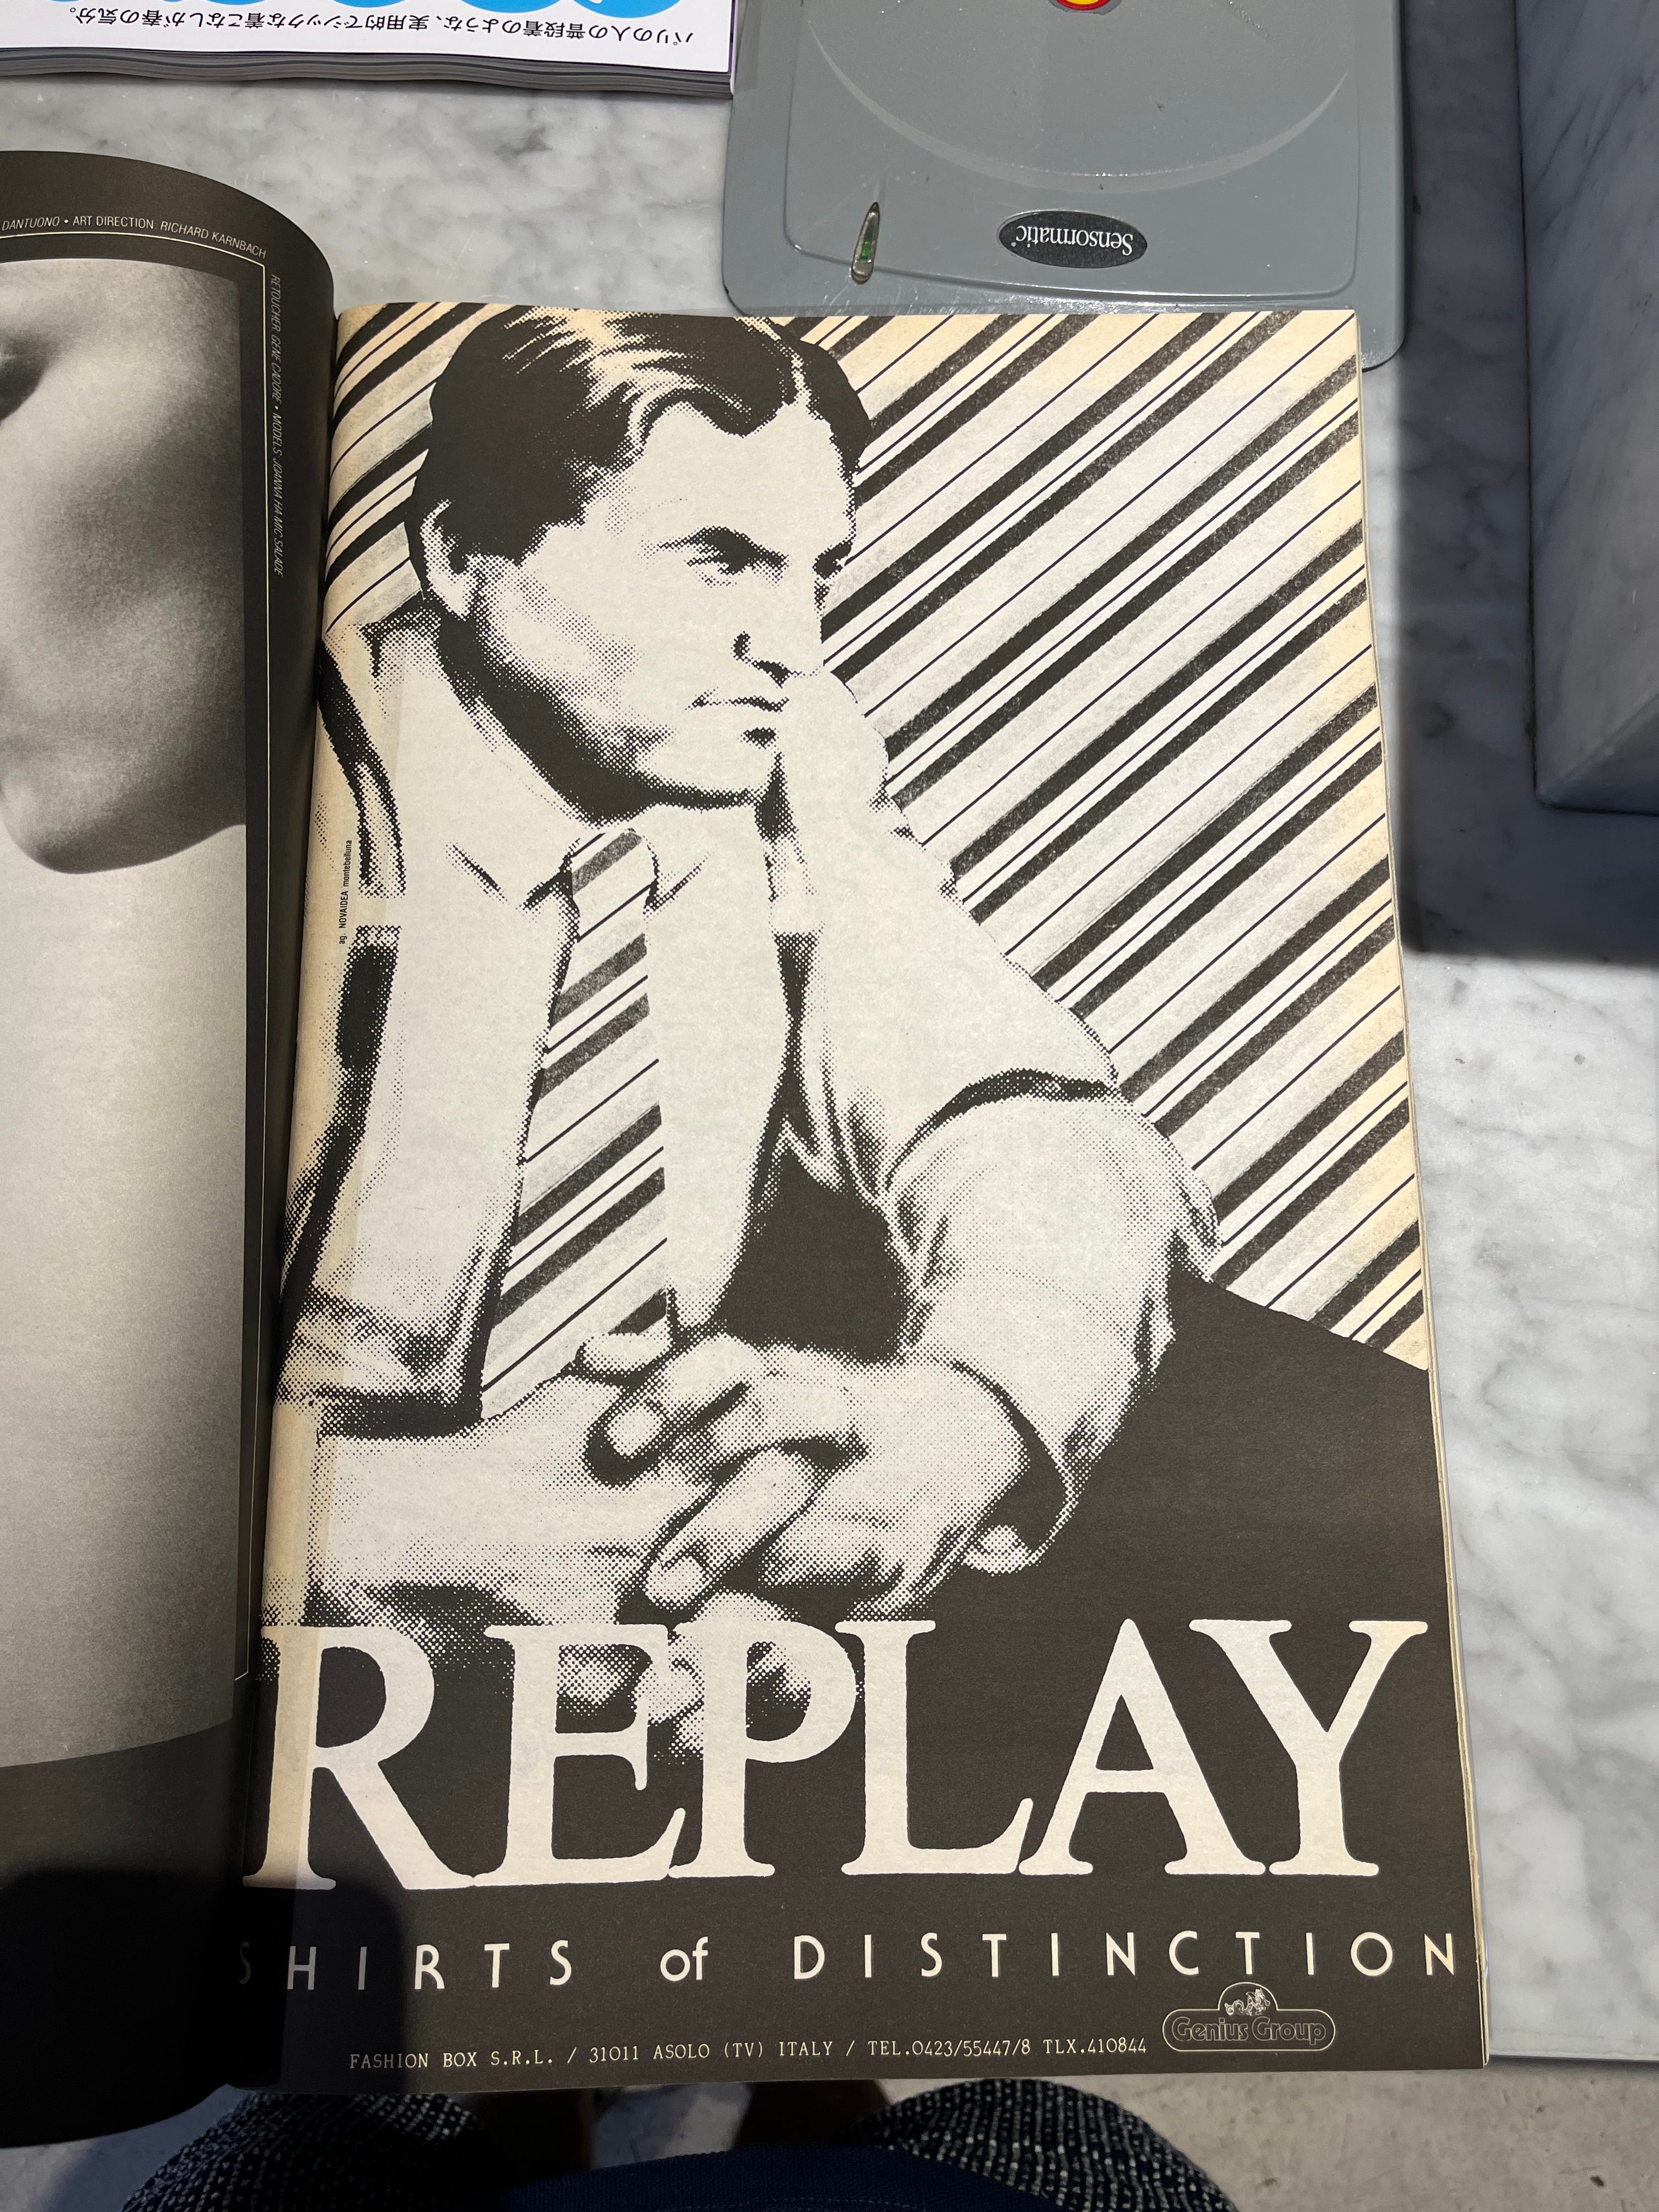 パリの人の普段着のような、実用的でシックな着こなしが春の気分。
Sensormatic
DANTUONO • ART DIRECTION: RICHARD KARNBACH
RETOUCHER: GENE CADORE • MODELS: JOANNA HA/MIC SALADE
ag. NOVAIDEA montebelluna
REPLAY
SHIRTS of DISTINCTION
Genius Group
FASHION BOX S.R.L. / 31011 ASOLO (TV) ITALY / TEL.0423/55447/8 TLX.410844